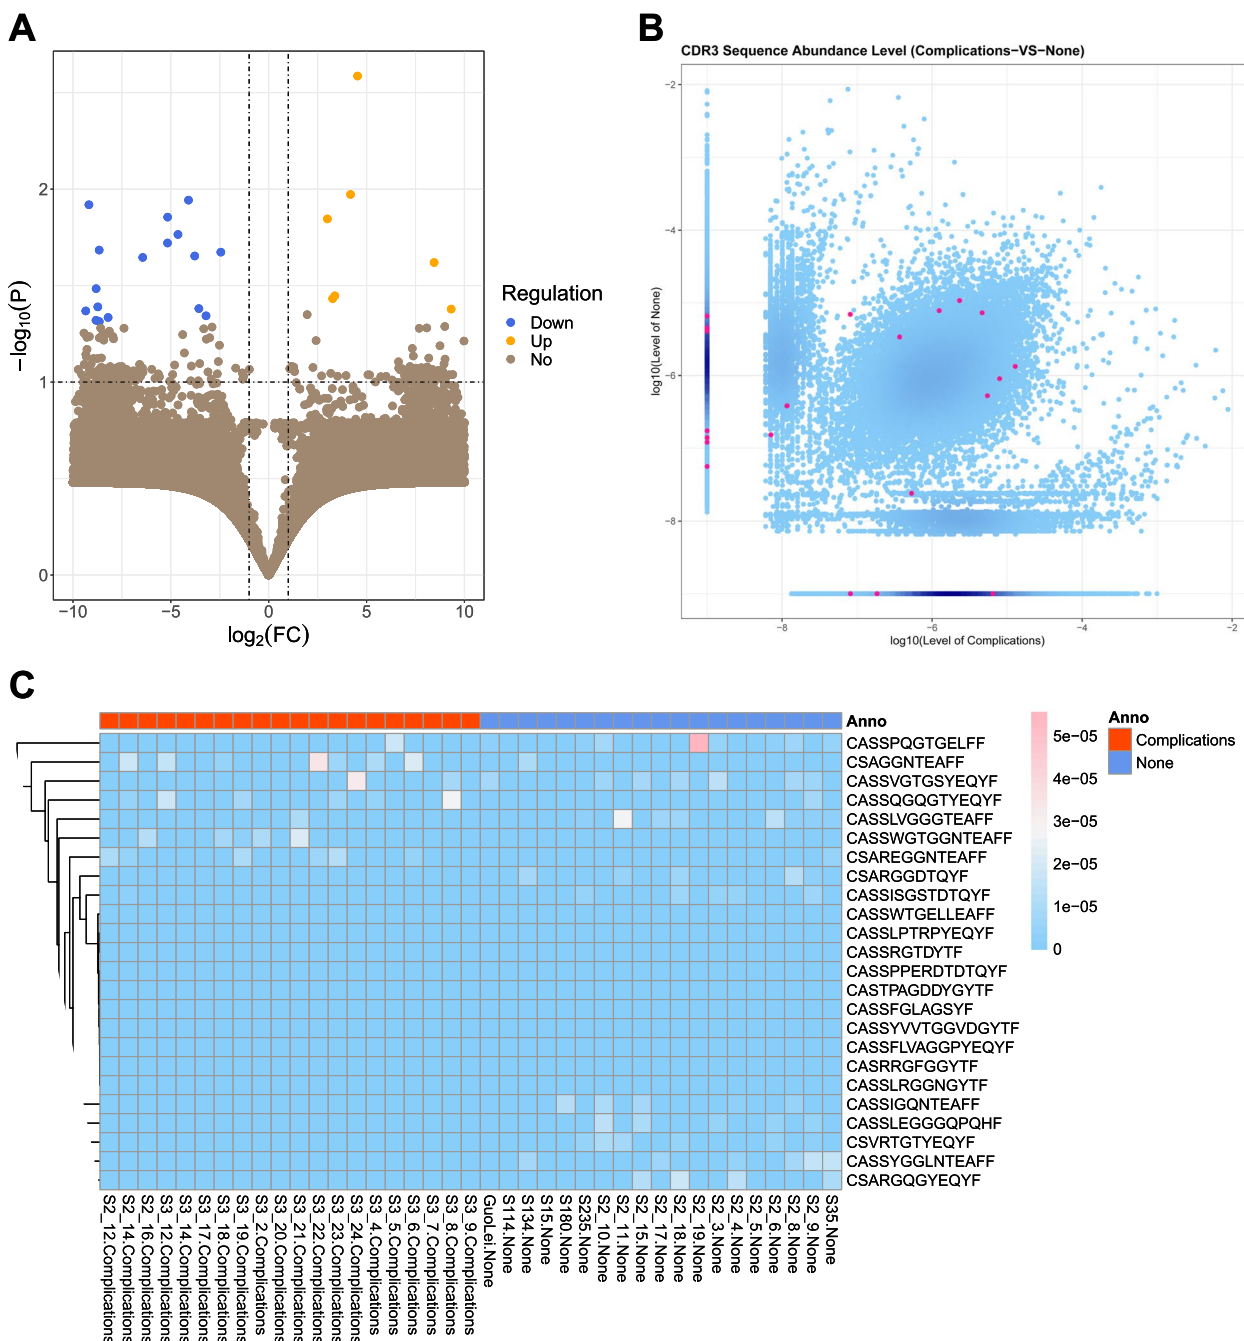 A
−log10(P)
2
1
0
−10
−5
0
5
10
log2(FC)
Regulation
Down
Up
No
B
CDR3 Sequence Abundance Level (Complications−VS−None)
log10(Level of None)
−2
−4
−6
−8
−8
−6
−4
−2
log10(Level of Complications)
C
Anno
CASSPQGTGELFF
CSAGGNTEAFF
CASSVGTGSYEQYF
CASSQGQGTYEQYF
CASSLVGGGTEAFF
CASSWGTGGNTEAFF
CSAREGGNTEAFF
CSARGGDTQYF
CASSISGSTDTQYF
CASSWTGELLEAFF
CASSLPTRPYEQYF
CASSRGTDYTF
CASSPPERDTDTQYF
CASTPAGDDYGYTF
CASSFGLAGSYF
CASSYVVTGGVDGYTF
CASSFLVAGGPYEQYF
CASRRGFGGYTF
CASSLRGGNGYTF
CASSIGQNTEAFF
CASSLEGGGQPQHF
CSVRTGTYEQYF
CASSYGGLNTEAFF
CSARGQGYEQYF
S2_12.Complications
S2_14.Complications
S2_16.Complications
S3_12.Complications
S3_14.Complications
S3_17.Complications
S3_18.Complications
S3_19.Complications
S3_2.Complications
S3_20.Complications
S3_21.Complications
S3_22.Complications
S3_23.Complications
S3_24.Complications
S3_4.Complications
S3_5.Complications
S3_6.Complications
S3_7.Complications
S3_8.Complications
S3_9.Complications
GuoLei.None
S114.None
S134.None
S15.None
S180.None
S235.None
S2_10.None
S2_11.None
S2_15.None
S2_17.None
S2_18.None
S2_19.None
S2_3.None
S2_4.None
S2_5.None
S2_6.None
S2_8.None
S2_9.None
S35.None
5e−05
4e−05
3e−05
2e−05
1e−05
0
Anno
Complications
None